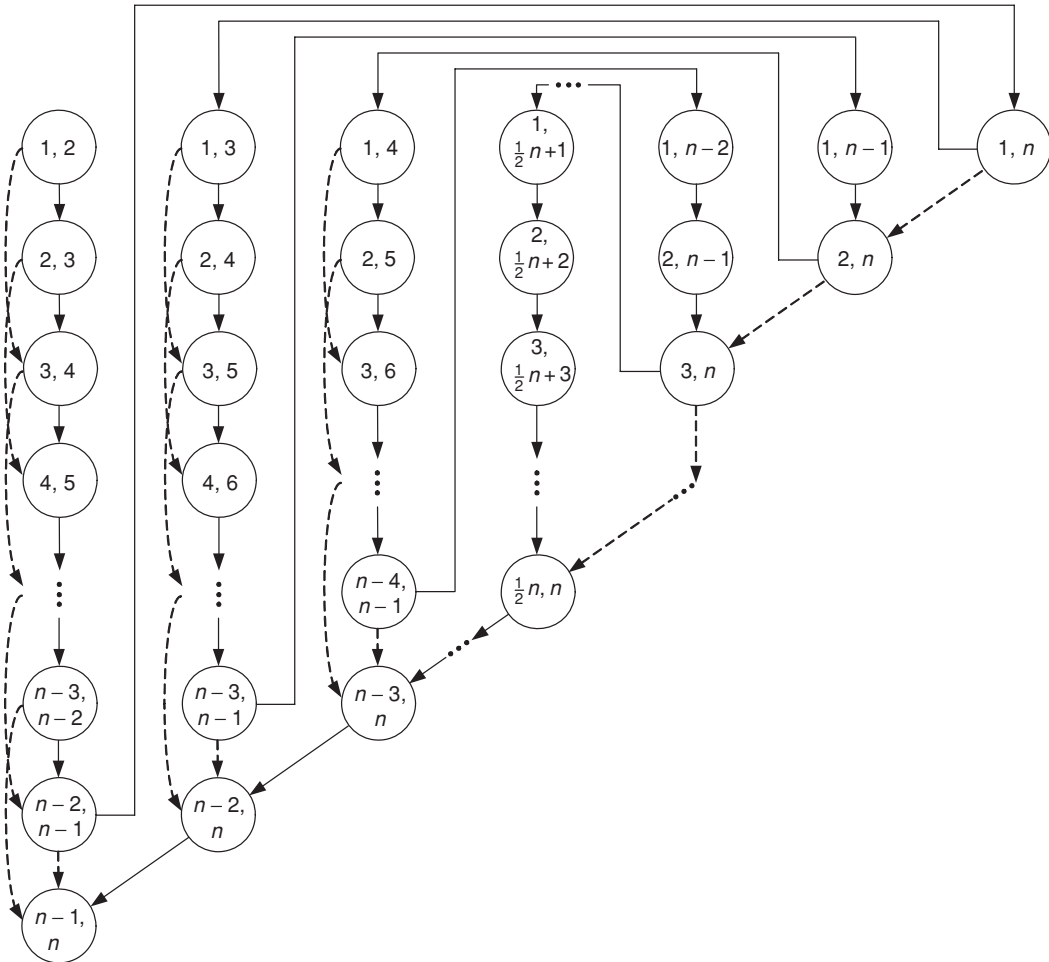 1, 2
1, 3
1, 4
1,
½n+1
1, n−2
1, n−1
1, n
2, 3
2, 4
2, 5
2,
½n+2
2, n−1
2, n
3, 4
3, 5
3, 6
3,
½n+3
3, n
4, 5
4, 6
n−4,
n−1
½n, n
n−3,
n−2
n−3,
n−1
n−3,
n
n−2,
n−1
n−2,
n
n−1,
n